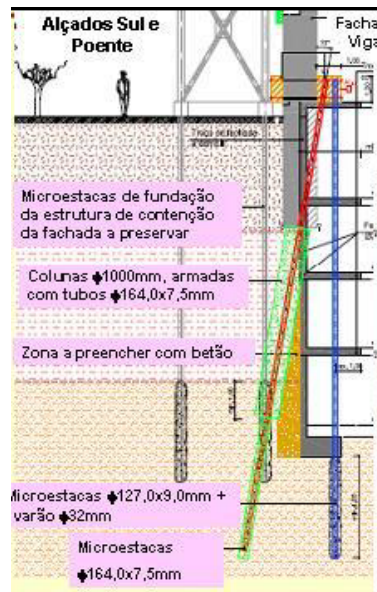 Alçados Sul e
Poente
Facha
Viga
Microestacas de fundação
da estrutura de contenção
da fachada a preservar
Colunas ϕ1000mm, armadas
com tubos ϕ164,0x7,5mm
Zona a preencher com betão
Microestacas ϕ127,0x9,0mm +
varão ϕ32mm
Microestacas
ϕ164,0x7,5mm